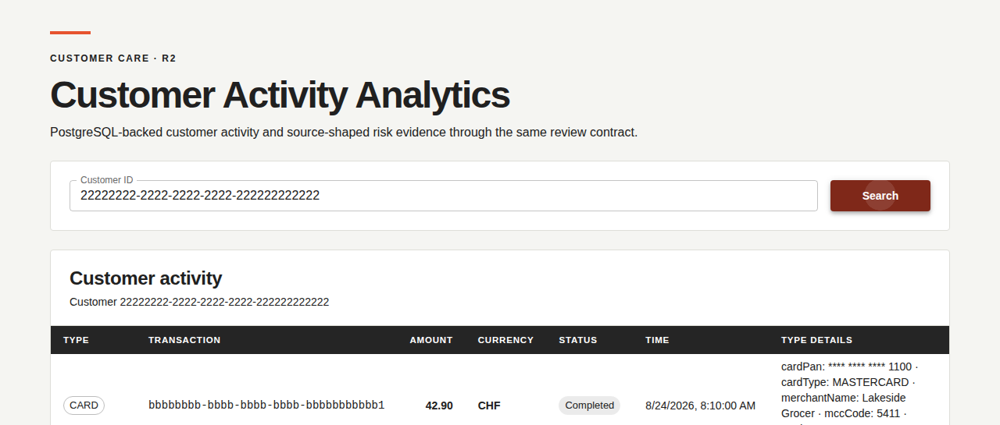 CUSTOMER CARE · R2
Customer Activity Analytics
PostgreSQL-backed customer activity and source-shaped risk evidence through the same review contract.
Customer ID
22222222-2222-2222-2222-222222222222
Search
Customer activity
Customer 22222222-2222-2222-2222-222222222222
TYPE TRANSACTION AMOUNT CURRENCY STATUS TIME TYPE DETAILS
cardPan: **** **** **** 1100 ·
cardType: MASTERCARD ·
merchantName: Lakeside
CARD bbbbbbbb-bbbb-bbbb-bbbb-bbbbbbbbbbb1 42.90 CHF Completed 8/24/2026, 8:10:00 AM
Grocer · mccCode: 5411 ·